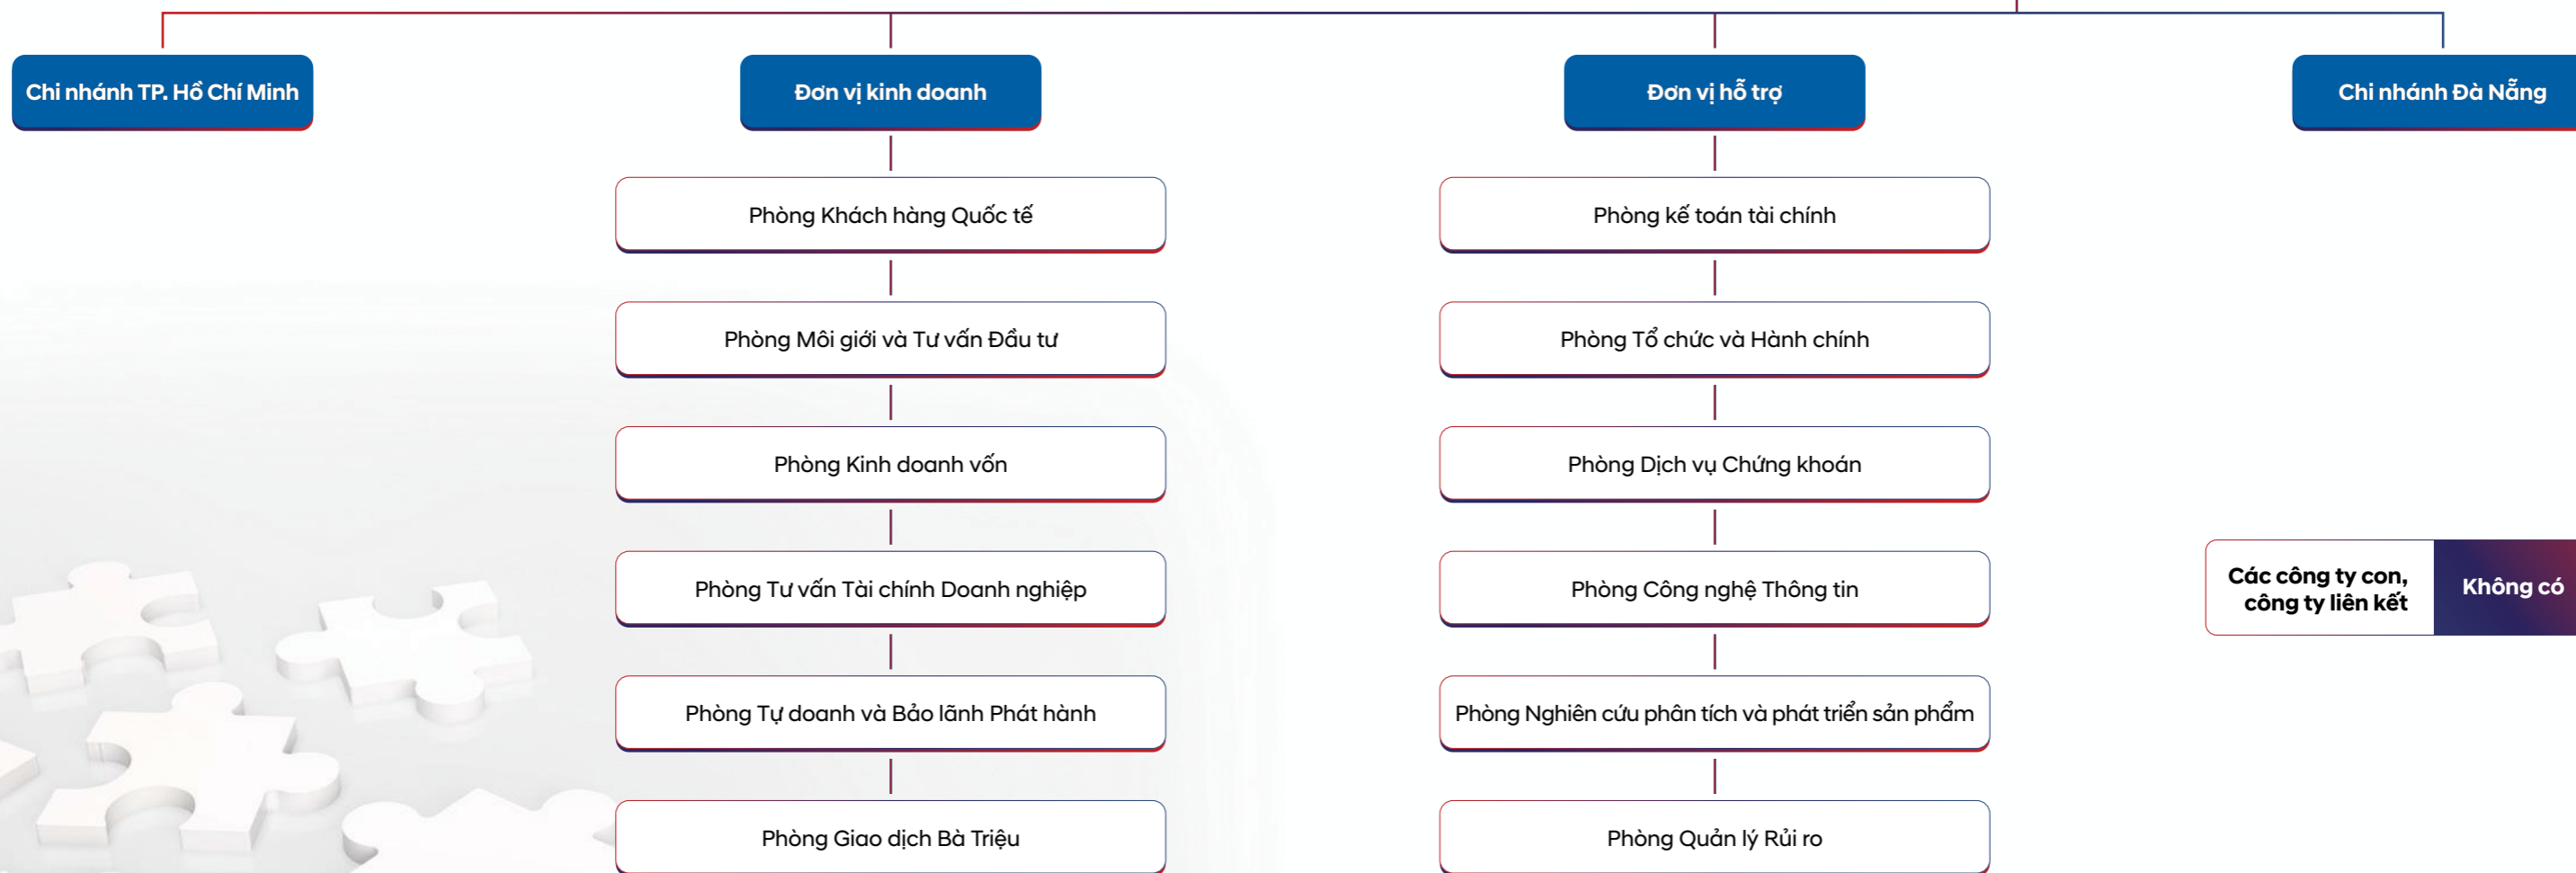 Chi nhánh TP. Hồ Chí Minh
Đơn vị kinh doanh
Đơn vị hỗ trợ
Chi nhánh Đà Nẵng
Phòng Khách hàng Quốc tế
Phòng Môi giới và Tư vấn Đầu tư
Phòng Kinh doanh vốn
Phòng Tư vấn Tài chính Doanh nghiệp
Phòng Tự doanh và Bảo lãnh Phát hành
Phòng Giao dịch Bà Triệu
Phòng kế toán tài chính
Phòng Tổ chức và Hành chính
Phòng Dịch vụ Chứng khoán
Phòng Công nghệ Thông tin
Phòng Nghiên cứu phân tích và phát triển sản phẩm
Phòng Quản lý Rủi ro
Các công ty con,
công ty liên kết
Không có